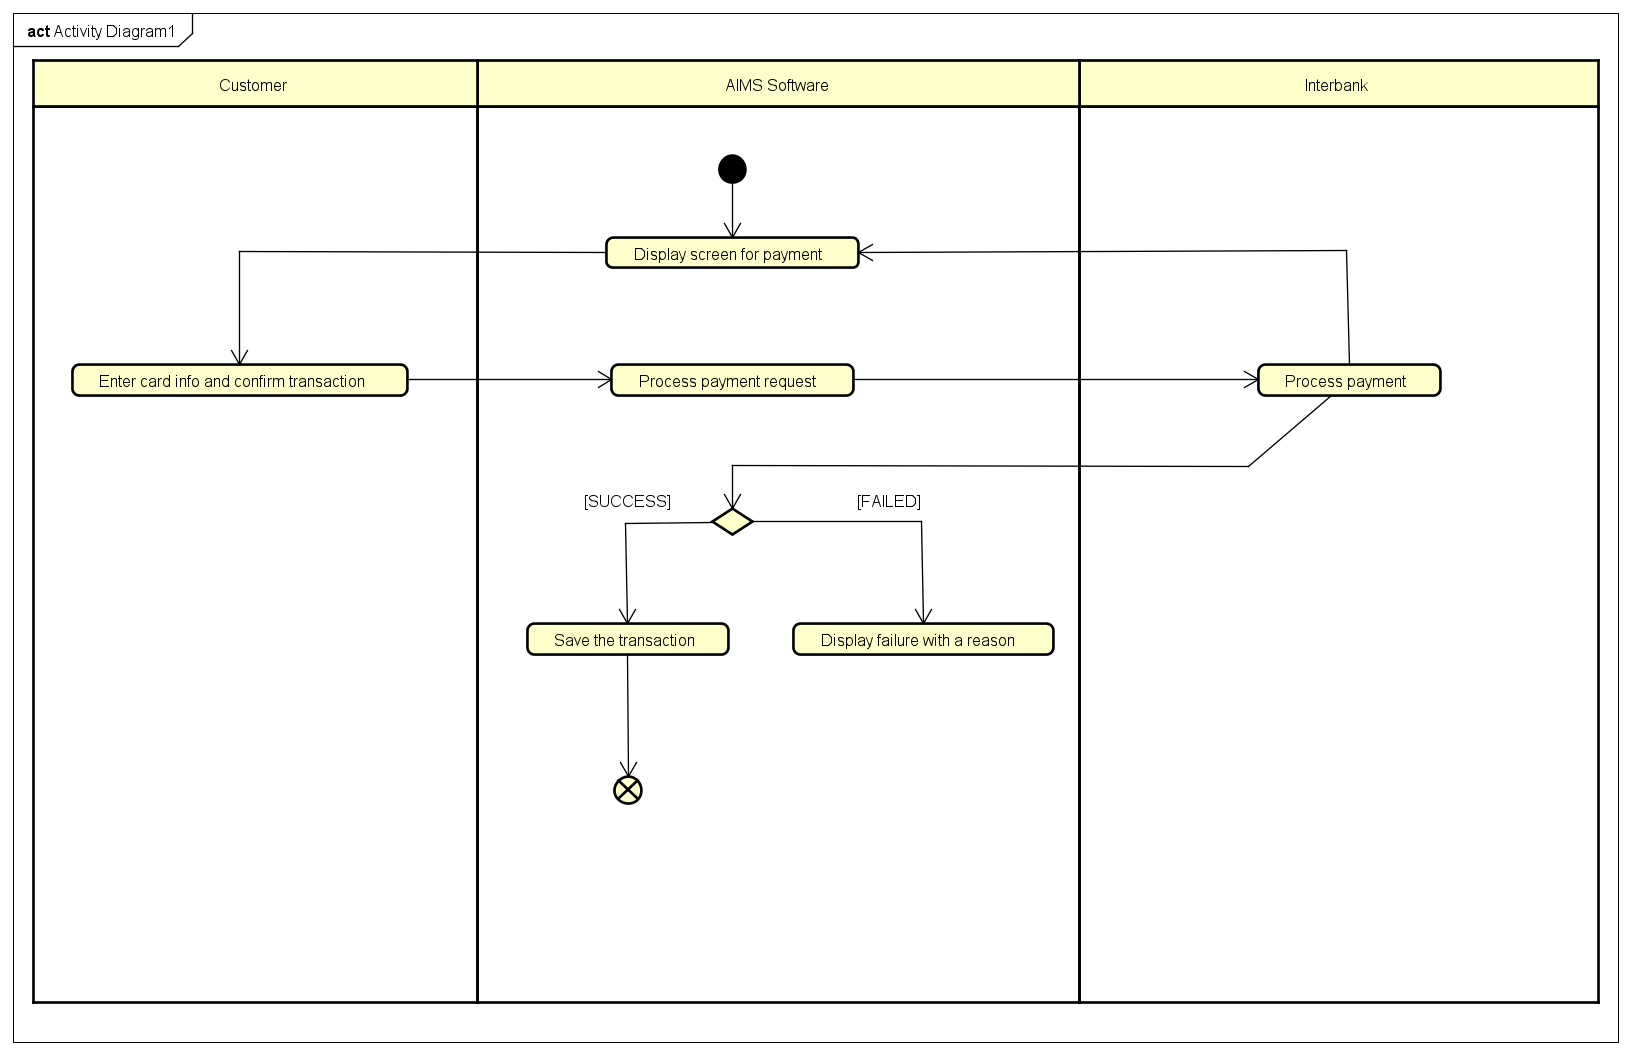 act Activity Diagram1
Customer
AIMS Software
Interbank
Display screen for payment
Enter card info and confirm transaction
Process payment request
Process payment
[SUCCESS]
[FAILED]
Save the transaction
Display failure with a reason